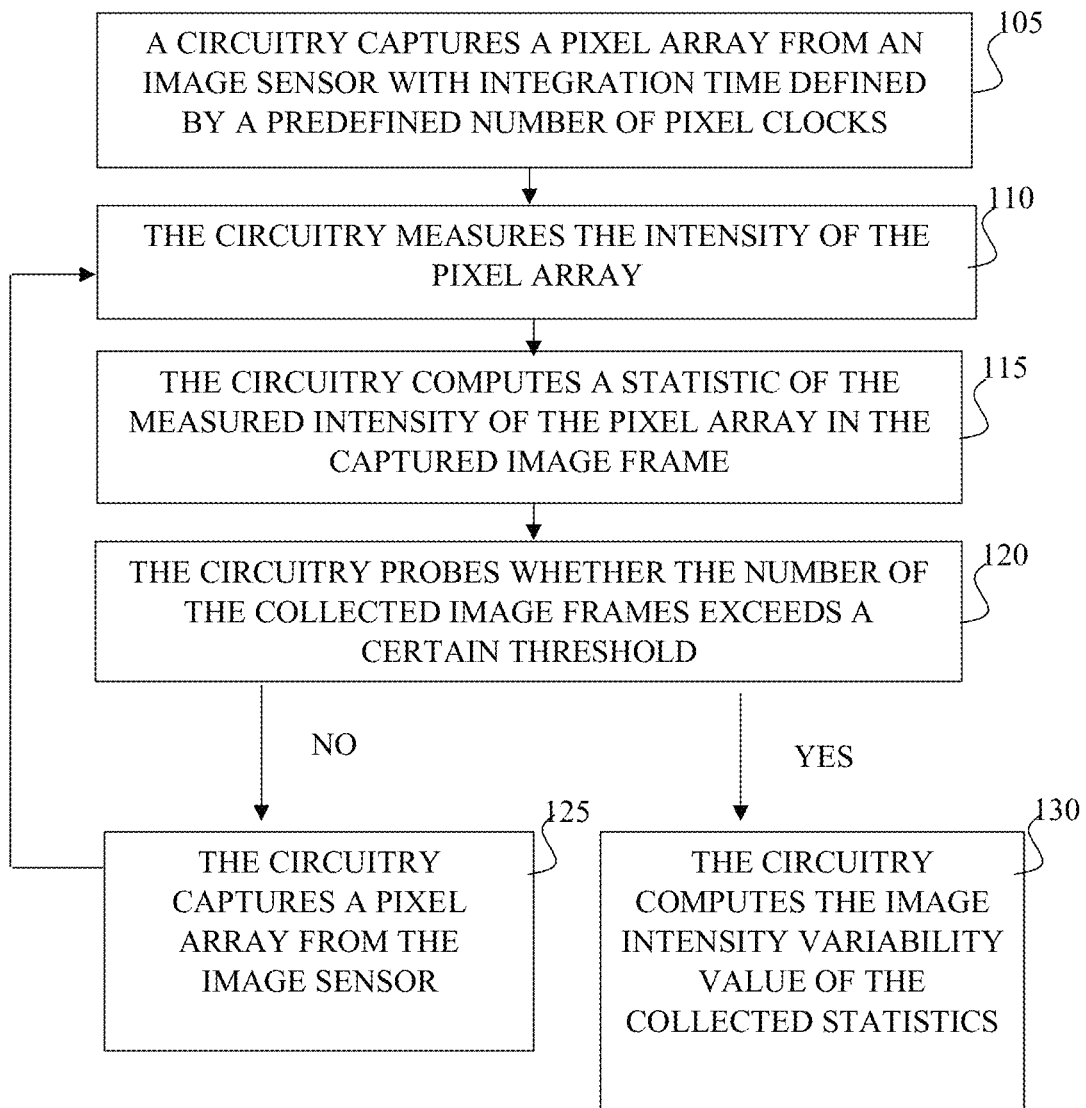 A CIRCUITRY CAPTURES A PIXEL ARRAY FROM AN
IMAGE SENSOR WITH INTEGRATION TIME DEFINED
BY A PREDEFINED NUMBER OF PIXEL CLOCKS
105
THE CIRCUITRY MEASURES THE INTENSITY OF THE
PIXEL ARRAY
110
THE CIRCUITRY COMPUTES A STATISTIC OF THE
MEASURED INTENSITY OF THE PIXEL ARRAY IN THE
CAPTURED IMAGE FRAME
115
THE CIRCUITRY PROBES WHETHER THE NUMBER OF
THE COLLECTED IMAGE FRAMES EXCEEDS A
CERTAIN THRESHOLD
120
NO
YES
125
THE CIRCUITRY
CAPTURES A PIXEL
ARRAY FROM THE
IMAGE SENSOR
130
THE CIRCUITRY
COMPUTES THE IMAGE
INTENSITY VARIABILITY
VALUE OF THE
COLLECTED STATISTICS